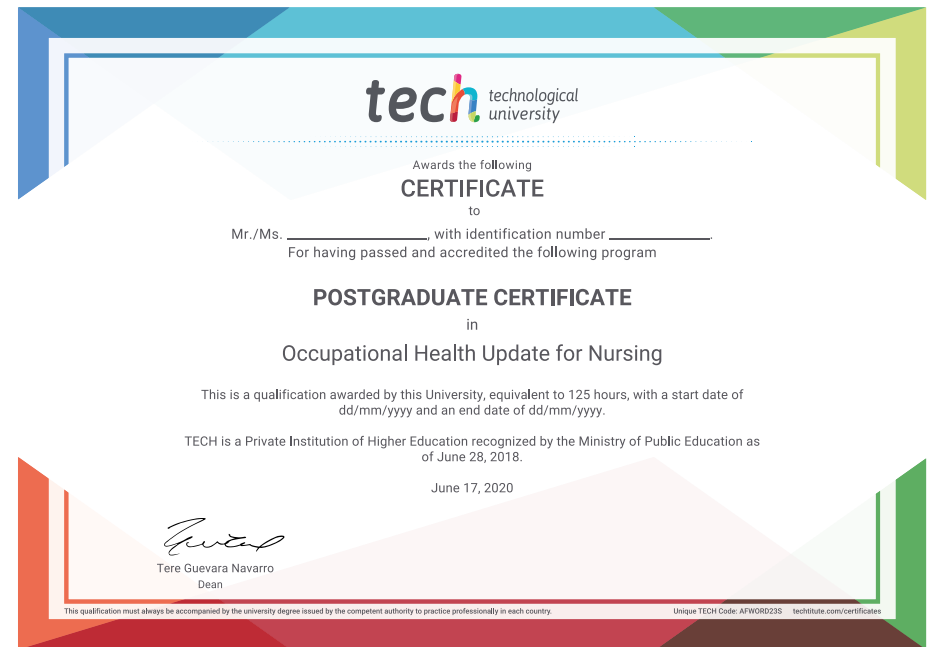 tech technological
university
Awards the following
CERTIFICATE
to
Mr./Ms. ____________________, with identification number ______________.
For having passed and accredited the following program
POSTGRADUATE CERTIFICATE
in
Occupational Health Update for Nursing
This is a qualification awarded by this University, equivalent to 125 hours, with a start date of
dd/mm/yyyy and an end date of dd/mm/yyyy.
TECH is a Private Institution of Higher Education recognized by the Ministry of Public Education as
of June 28, 2018.
June 17, 2020
Tere Guevara Navarro
Dean
This qualification must always be accompanied by the university degree issued by the competent authority to practice professionally in each country. Unique TECH Code: AFWORD23S techtitute.com/certificates